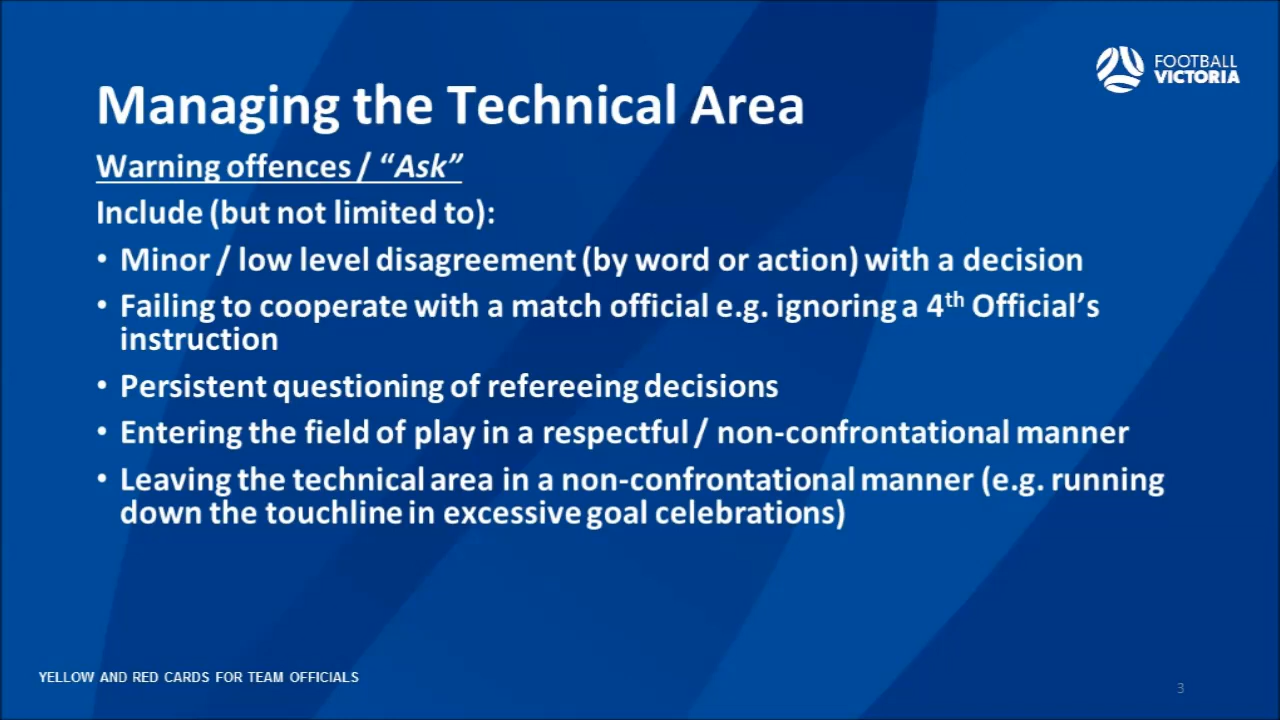 FOOTBALL
VICTORIA
Managing the Technical Area
Warning offences / “Ask”
Include (but not limited to):
• Minor / low level disagreement (by word or action) with a decision
• Failing to cooperate with a match official e.g. ignoring a 4th Official’s
instruction
• Persistent questioning of refereeing decisions
• Entering the field of play in a respectful / non-confrontational manner
• Leaving the technical area in a non-confrontational manner (e.g. running
down the touchline in excessive goal celebrations)
YELLOW AND RED CARDS FOR TEAM OFFICIALS
3